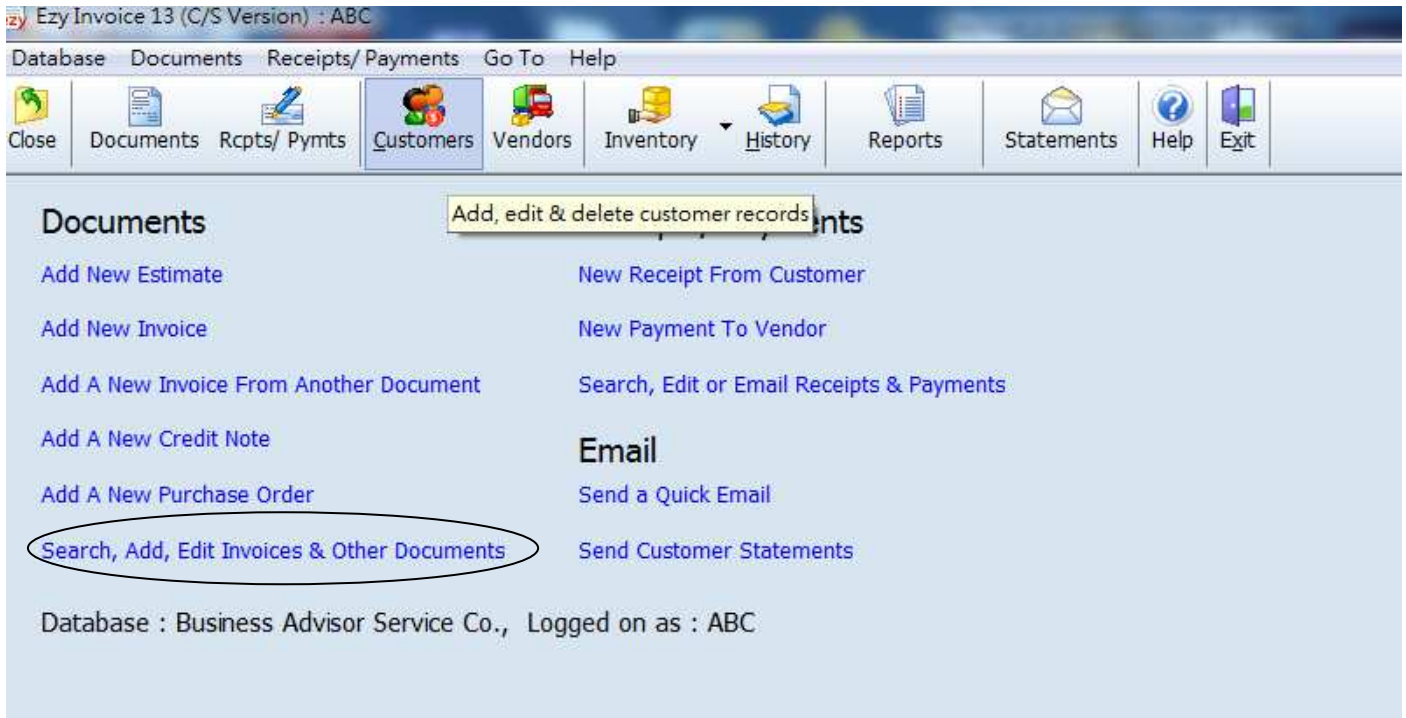 Ezy Invoice 13 (C/S Version) : ABC
Database Documents Receipts/ Payments Go To Help
Close Documents Rcpts/ Pymts Customers Vendors Inventory History Reports Statements Help Exit
Add, edit & delete customer records
Documents
Add New Estimate
New Receipt From Customer
Add New Invoice
New Payment To Vendor
Add A New Invoice From Another Document
Search, Edit or Email Receipts & Payments
Add A New Credit Note
Email
Add A New Purchase Order
Send a Quick Email
Search, Add, Edit Invoices & Other Documents
Send Customer Statements
Database : Business Advisor Service Co., Logged on as : ABC